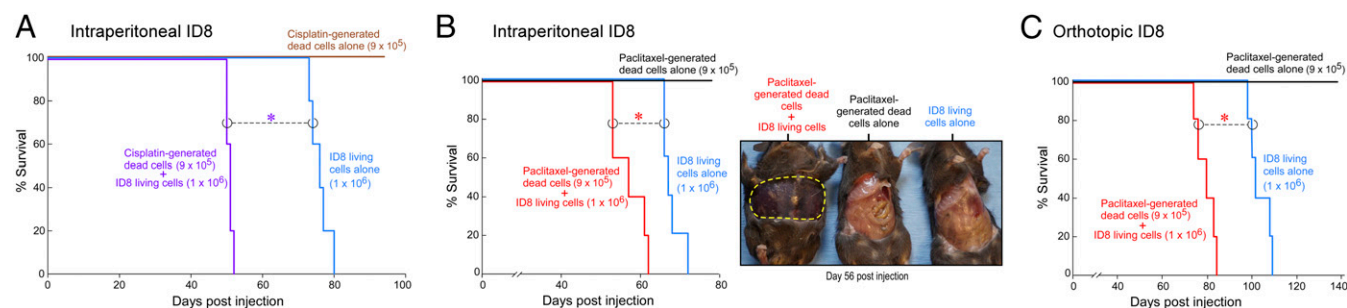 A Intraperitoneal ID8
Cisplatin-generated
dead cells alone (9 x 10⁵)
% Survival
100
80
60
40
20
0
*
Cisplatin-generated
dead cells (9 x 10⁵)
+
ID8 living cells (1 x 10⁶)
ID8 living
cells alone
(1 x 10⁶)
0 20 40 60 80 100
Days post injection
B Intraperitoneal ID8
Paclitaxel-generated
dead cells alone (9 x 10⁵)
% Survival
100
80
60
40
20
0
*
Paclitaxel-generated
dead cells (9 x 10⁵)
+
ID8 living cells (1 x 10⁶)
ID8 living
cells alone
(1 x 10⁶)
0 40 60 80
Days post injection
Paclitaxel-
generated dead
cells
+
ID8 living cells
Paclitaxel-
generated dead
cells alone
ID8 living
cells alone
Day 56 post injection
C Orthotopic ID8
Paclitaxel-generated
dead cells alone (9 x 10⁵)
% Survival
100
80
60
40
20
0
*
Paclitaxel-generated
dead cells (9 x 10⁵)
+
ID8 living cells (1 x 10⁶)
ID8 living
cells alone
(1 x 10⁶)
0 40 60 80 100 120 140
Days post injection